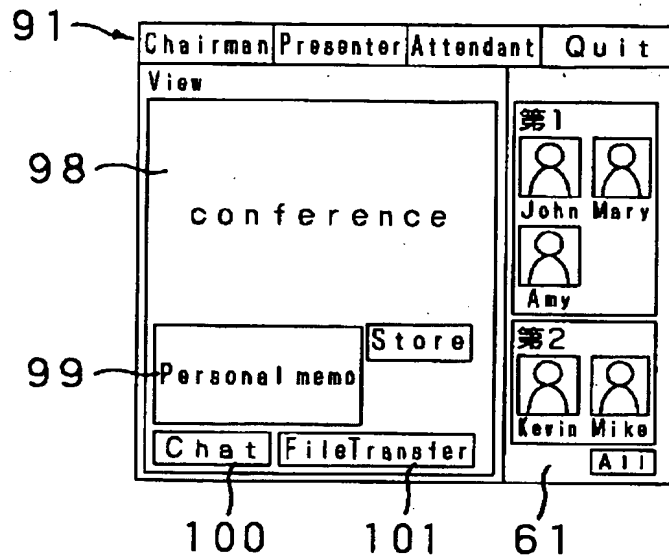 91
Chairman Presenter Attendant Quit
View
98
conference
第1
John Mary
Amy
Store
99
Personal memo
第2
Kevin Mike
Chat FileTransfer
All
100 101 61